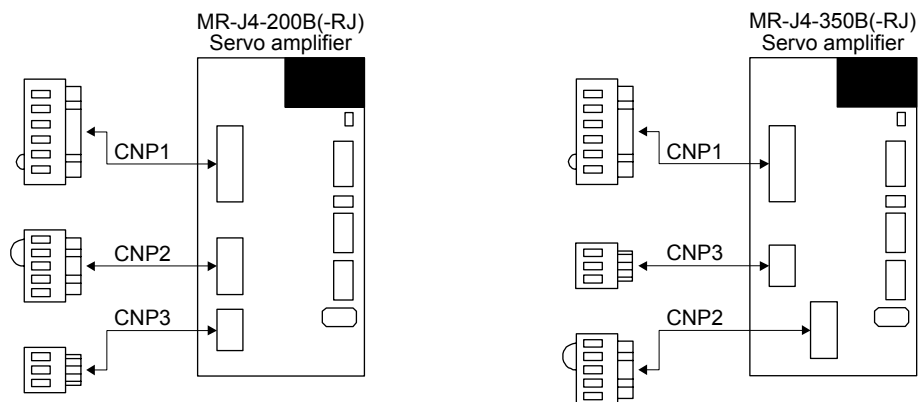 MR-J4-200B(-RJ)
Servo amplifier
CNP1
CNP2
CNP3
MR-J4-350B(-RJ)
Servo amplifier
CNP1
CNP3
CNP2